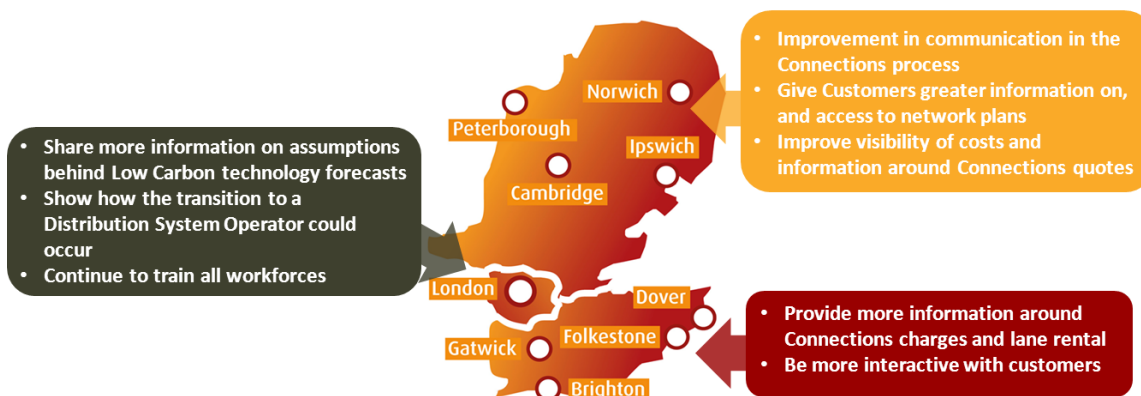 • Improvement in communication in the
Connections process
• Give Customers greater information on,
and access to network plans
• Improve visibility of costs and
information around Connections quotes
• Share more information on assumptions
behind Low Carbon technology forecasts
• Show how the transition to a
Distribution System Operator could
occur
• Continue to train all workforces
Norwich
Peterborough
Ipswich
Cambridge
London
Dover
Folkestone
Gatwick
Brighton
• Provide more information around
Connections charges and lane rental
• Be more interactive with customers